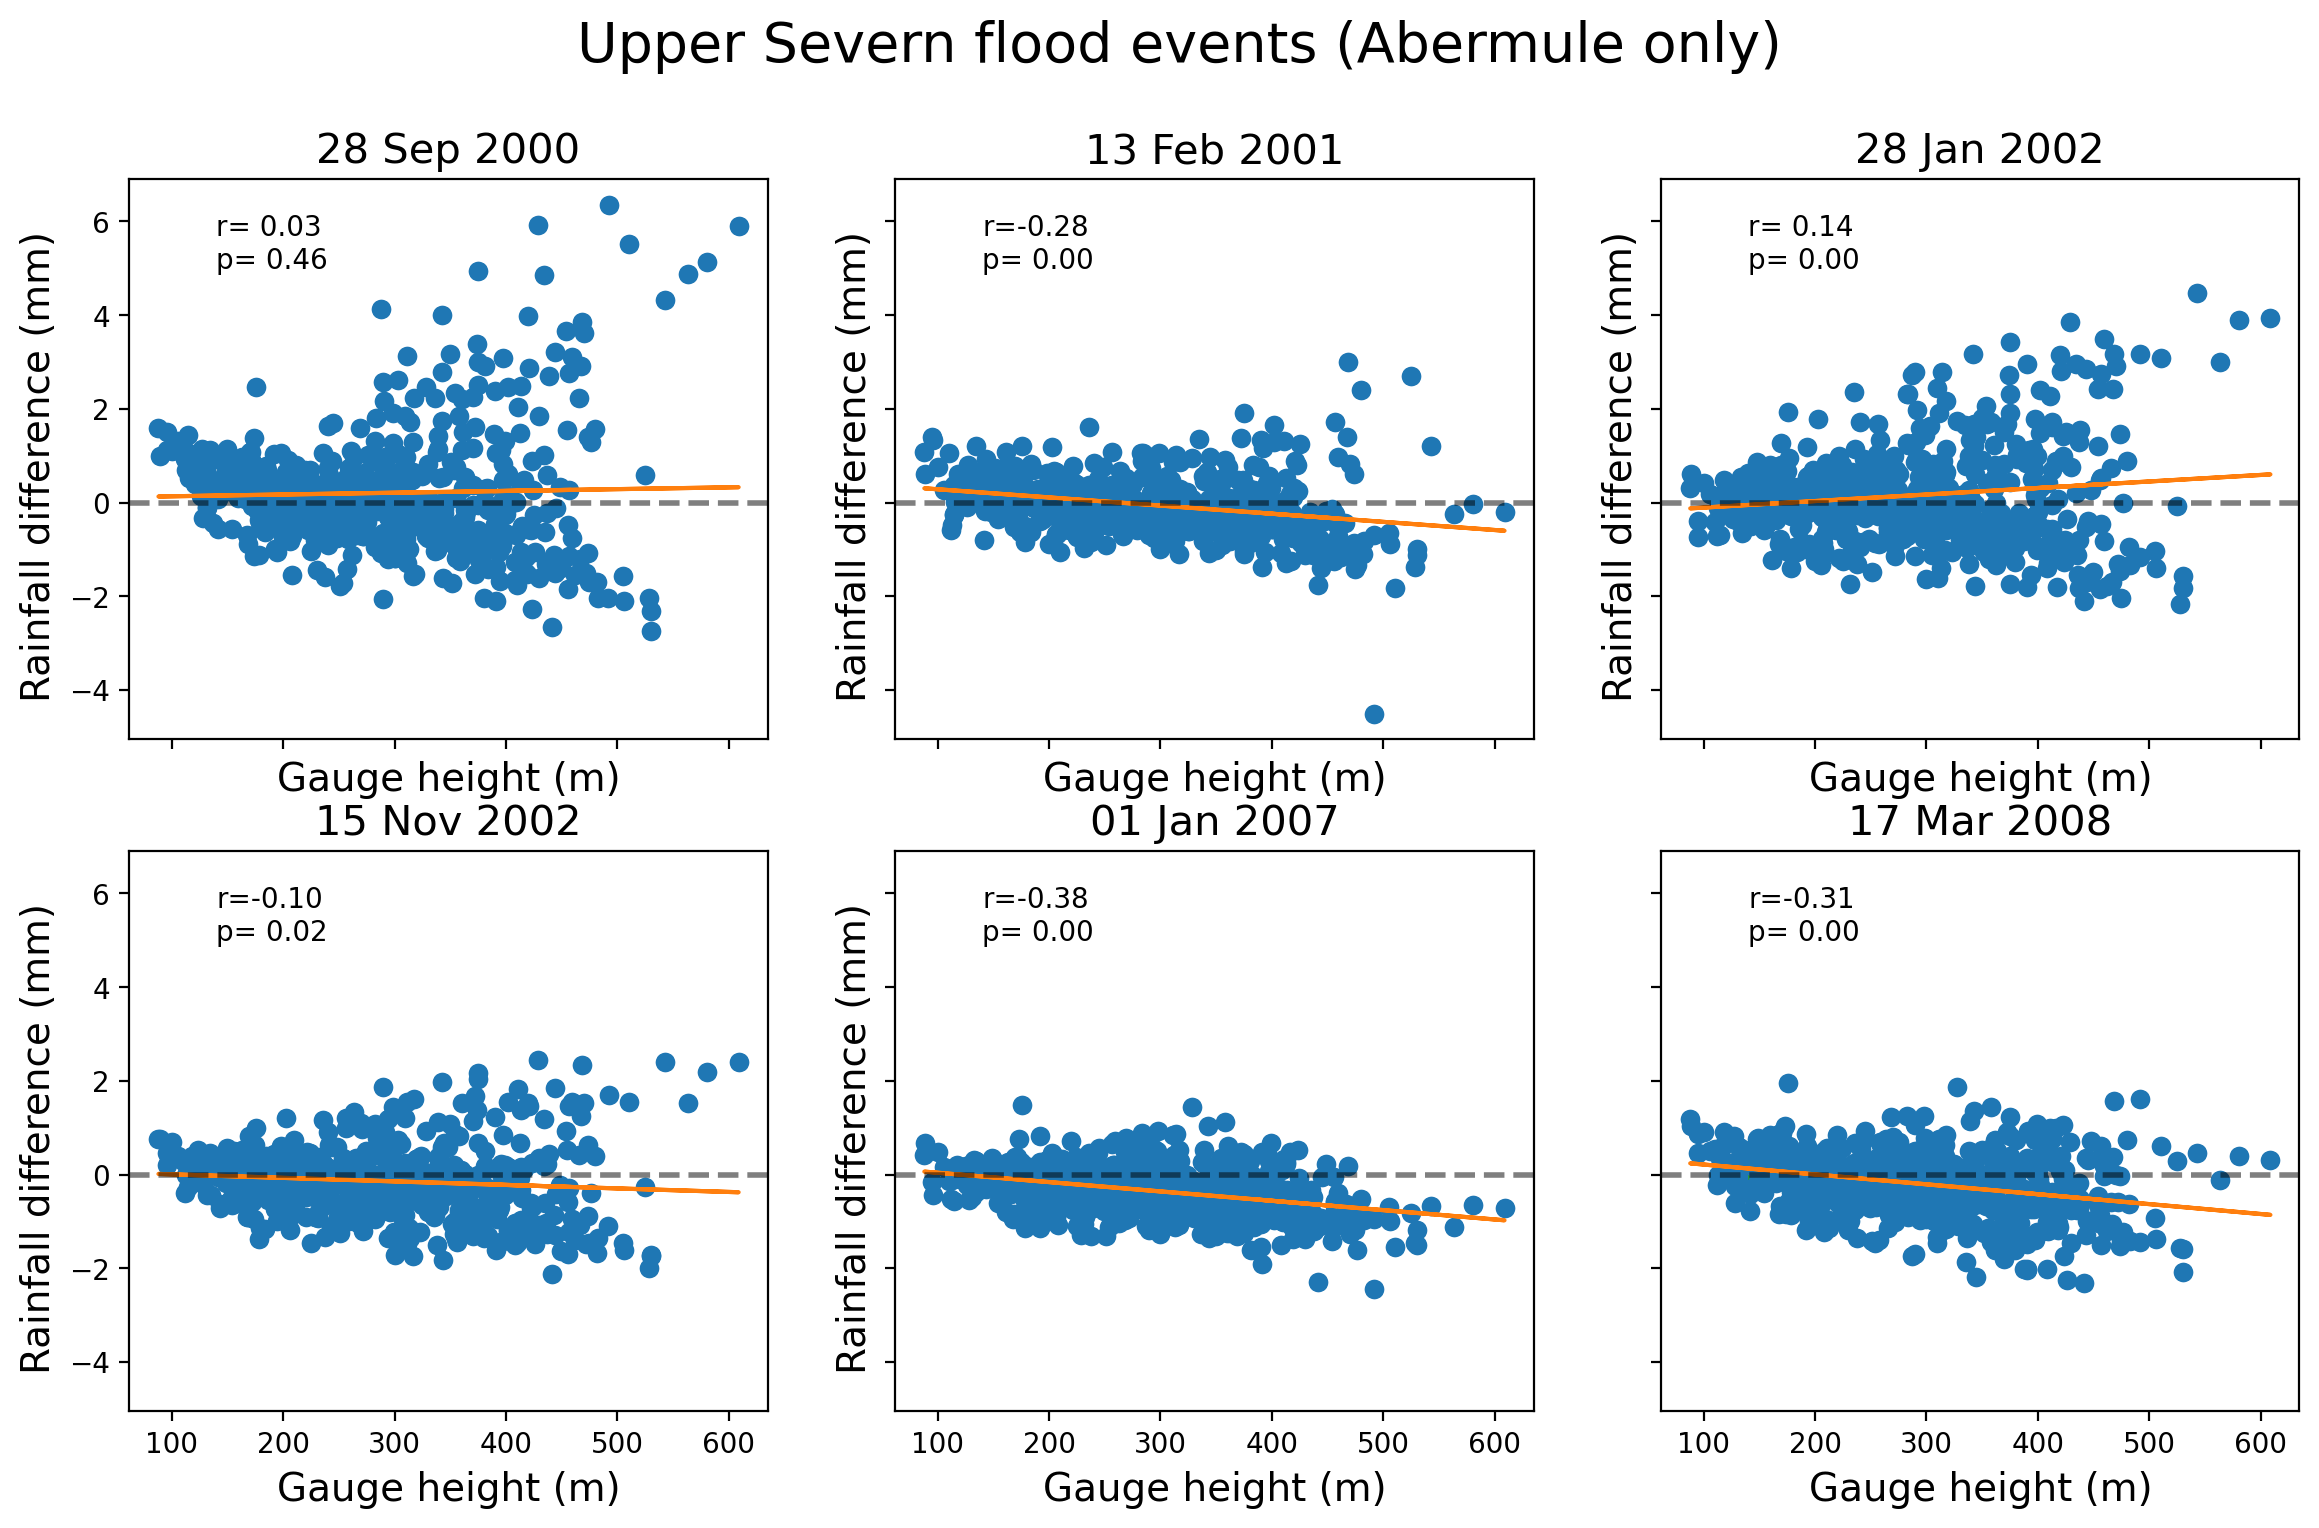 Upper Severn flood events (Abermule only)
28 Sep 2000
r= 0.03
p= 0.46
6
4
2
0
−2
−4
Rainfall difference (mm)
Gauge height (m)
13 Feb 2001
r=-0.28
p= 0.00
Rainfall difference (mm)
Gauge height (m)
28 Jan 2002
r= 0.14
p= 0.00
Rainfall difference (mm)
Gauge height (m)
15 Nov 2002
r=-0.10
p= 0.02
6
4
2
0
−2
−4
Rainfall difference (mm)
100 200 300 400 500 600
Gauge height (m)
01 Jan 2007
r=-0.38
p= 0.00
Rainfall difference (mm)
100 200 300 400 500 600
Gauge height (m)
17 Mar 2008
r=-0.31
p= 0.00
Rainfall difference (mm)
100 200 300 400 500 600
Gauge height (m)